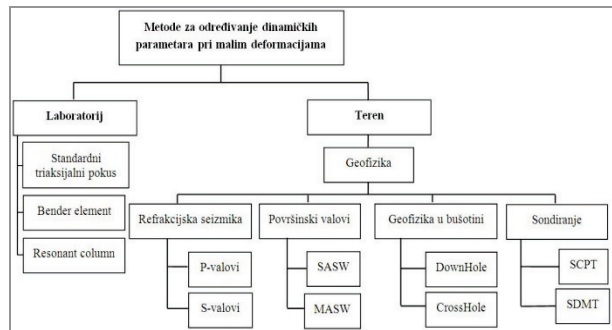 Metode za određivanje dinamičkih
parametara pri malim deformacijama
Laboratorij
Teren
Standardni
triaksijalni pokus
Bender element
Resonant column
Geofizika
Refrakcijska seizmika
Površinski valovi
Geofizika u bušotini
Sondiranje
P-valovi
S-valovi
SASW
MASW
DownHole
CrossHole
SCPT
SDMT